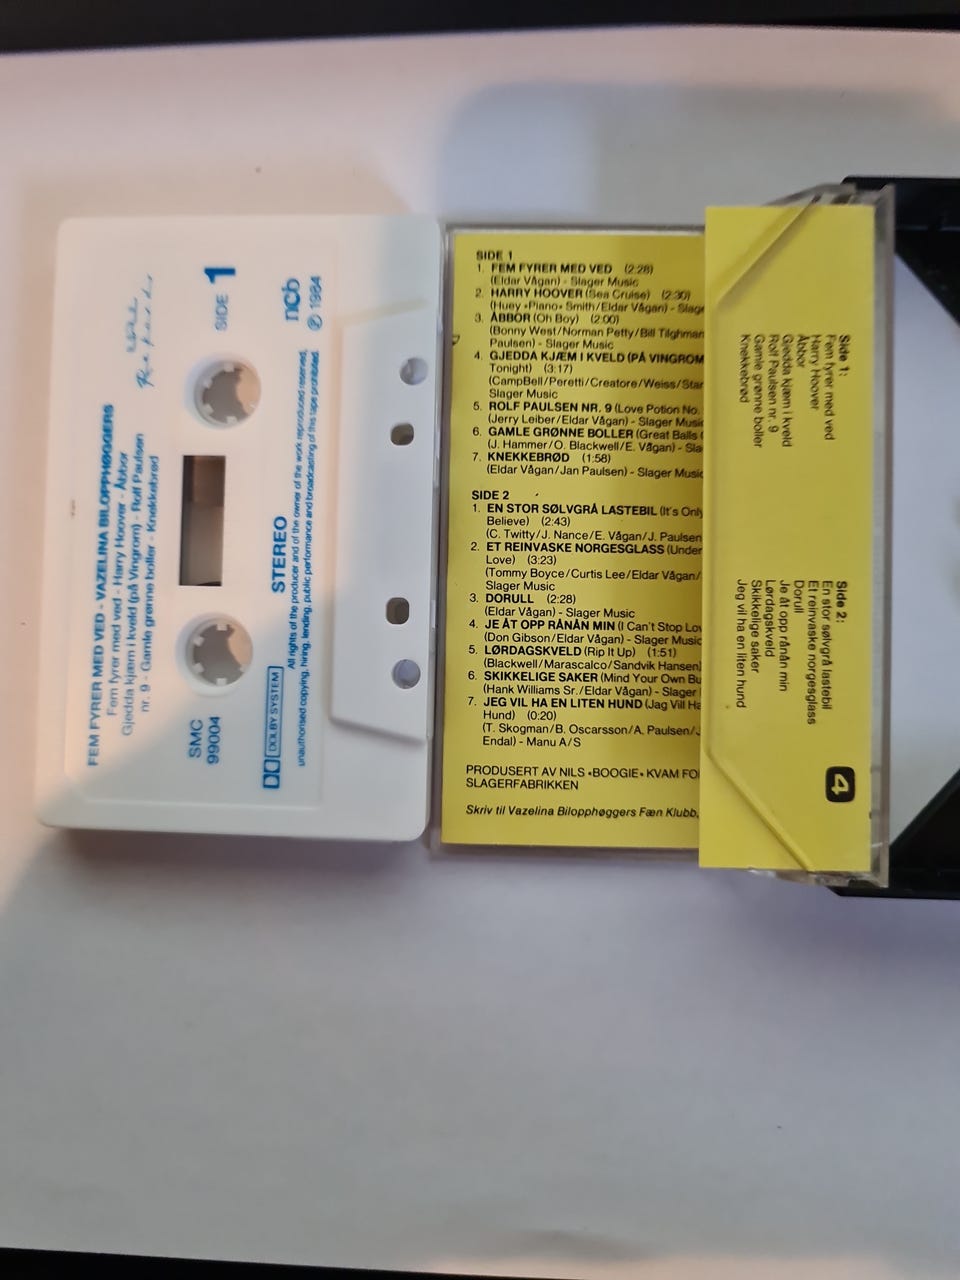 FEM FYRER MED VED - VAZELINA BILOPPHØGGERS
Fem fyrer med ved - Harry Hoover - Åbbor
Gjedda kjæm i kveld (på Vingrom) - Rolf Paulsen
nr. 9 - Gamle grønne boller - Knekkebrød
SMC
99004
SIDE 1
DOLBY SYSTEM
STEREO
ncb
℗ 1984
All rights of the producer and of the owner of the work reproduced reserved,
unauthorised copying, hiring, lending, public performance and broadcasting of this tape prohibited.
SIDE 1
1. FEM FYRER MED VED (2:28)
(Eldar Vågan) - Slager Music
2. HARRY HOOVER (Sea Cruise) (2:30)
(Huey «Piano» Smith/Eldar Vågan) - Slage
3. ÅBBOR (Oh Boy) (2:00)
(Bonny West/Norman Petty/Bill Tilghman
Paulsen) - Slager Music
4. GJEDDA KJÆM I KVELD (PÅ VINGROM
Tonight) (3:17)
(CampBell/Peretti/Creatore/Weiss/Star
Slager Music
5. ROLF PAULSEN NR. 9 (Love Potion No.
(Jerry Leiber/Eldar Vågan) - Slager Music
6. GAMLE GRØNNE BOLLER (Great Balls
(J. Hammer/O. Blackwell/E. Vågan) - Sla
7. KNEKKEBRØD (1:58)
(Eldar Vågan/Jan Paulsen) - Slager Music
SIDE 2
1. EN STOR SØLVGRÅ LASTEBIL (It's Only
Believe) (2:43)
(C. Twitty/J. Nance/E. Vågan/J. Paulsen
2. ET REINVASKE NORGESGLASS (Under
Love) (3:23)
(Tommy Boyce/Curtis Lee/Eldar Vågan/
Slager Music
3. DORULL (2:28)
(Eldar Vågan) - Slager Music
4. JE ÅT OPP RÅNÅN MIN (I Can't Stop Lov
(Don Gibson/Eldar Vågan) - Slager Music
5. LØRDAGSKVELD (Rip It Up) (1:51)
(Blackwell/Marascalco/Sandvik Hansen)
6. SKIKKELIGE SAKER (Mind Your Own Bu
(Hank Williams Sr./Eldar Vågan) - Slager
7. JEG VIL HA EN LITEN HUND (Jag Vill Ha
Hund) (0:20)
(T. Skogman/B. Oscarsson/A. Paulsen/J
Endal) - Manu A/S
PRODUSERT AV NILS «BOOGIE» KVAM FOR
SLAGERFABRIKKEN
Skriv til Vazelina Bilopphøggers Fæn Klubb,
Side 1:
Fem fyrer med ved
Harry Hoover
Åbbor
Gjedda kjæm i kveld
Rolf Paulsen nr. 9
Gamle grønne boller
Knekkebrød
Side 2:
En stor sølvgrå lastebil
Et reinvaske norgesglass
Dorull
Je åt opp rånån min
Lørdagskveld
Skikkelige saker
Jeg vil ha en liten hund
4